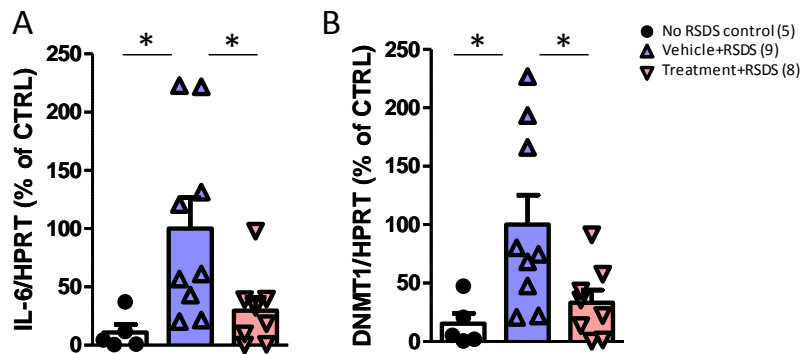 A
IL-6/HPRT (% of CTRL)
250
200
150
100
50
0
*
*
B
DNMT1/HPRT (% of CTRL)
250
200
150
100
50
0
*
*
No RSDS control (5)
Vehicle+RSDS (9)
Treatment+RSDS (8)